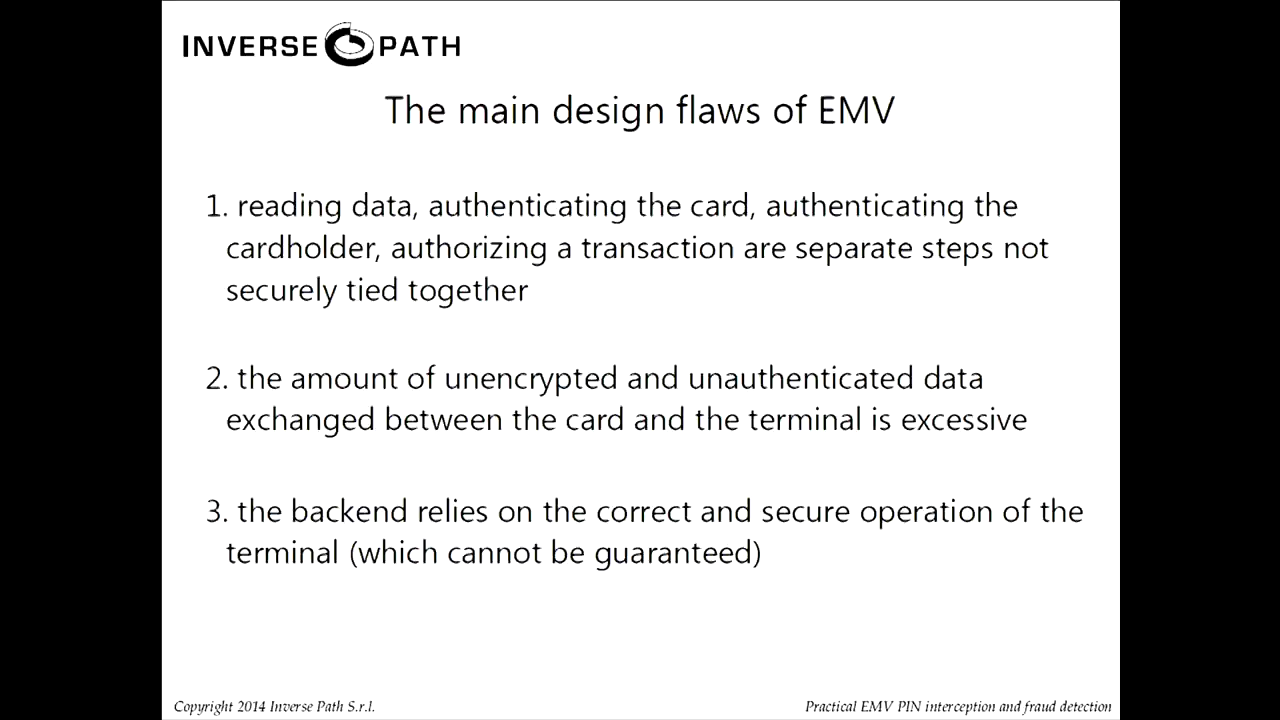 INVERSE PATH
The main design flaws of EMV
1. reading data, authenticating the card, authenticating the
cardholder, authorizing a transaction are separate steps not
securely tied together
2. the amount of unencrypted and unauthenticated data
exchanged between the card and the terminal is excessive
3. the backend relies on the correct and secure operation of the
terminal (which cannot be guaranteed)
Copyright 2014 Inverse Path S.r.l.
Practical EMV PIN interception and fraud detection